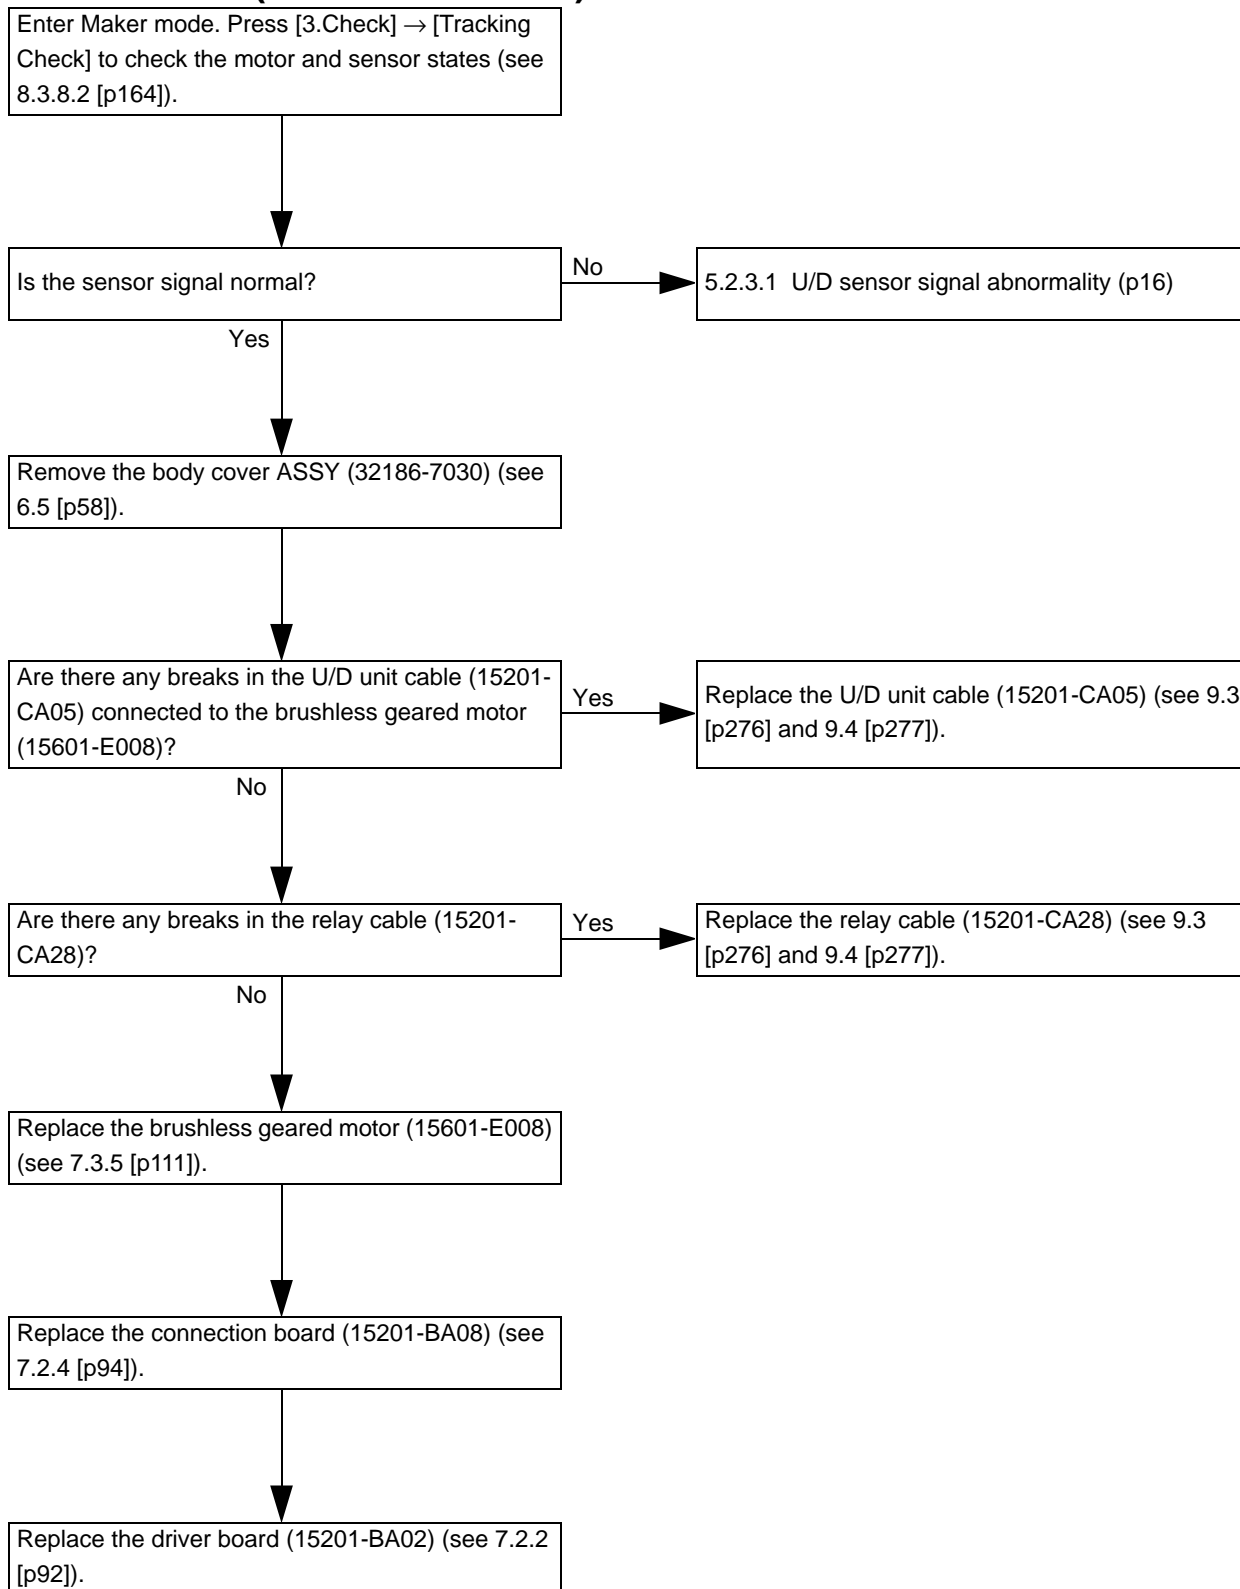 Enter Maker mode. Press [3.Check] → [Tracking
Check] to check the motor and sensor states (see
8.3.8.2 [p164]).
Is the sensor signal normal?
No
5.2.3.1 U/D sensor signal abnormality (p16)
Yes
Remove the body cover ASSY (32186-7030) (see
6.5 [p58]).
Are there any breaks in the U/D unit cable (15201-
CA05) connected to the brushless geared motor
(15601-E008)?
Yes
Replace the U/D unit cable (15201-CA05) (see 9.3
[p276] and 9.4 [p277]).
No
Are there any breaks in the relay cable (15201-
CA28)?
Yes
Replace the relay cable (15201-CA28) (see 9.3
[p276] and 9.4 [p277]).
No
Replace the brushless geared motor (15601-E008)
(see 7.3.5 [p111]).
Replace the connection board (15201-BA08) (see
7.2.4 [p94]).
Replace the driver board (15201-BA02) (see 7.2.2
[p92]).